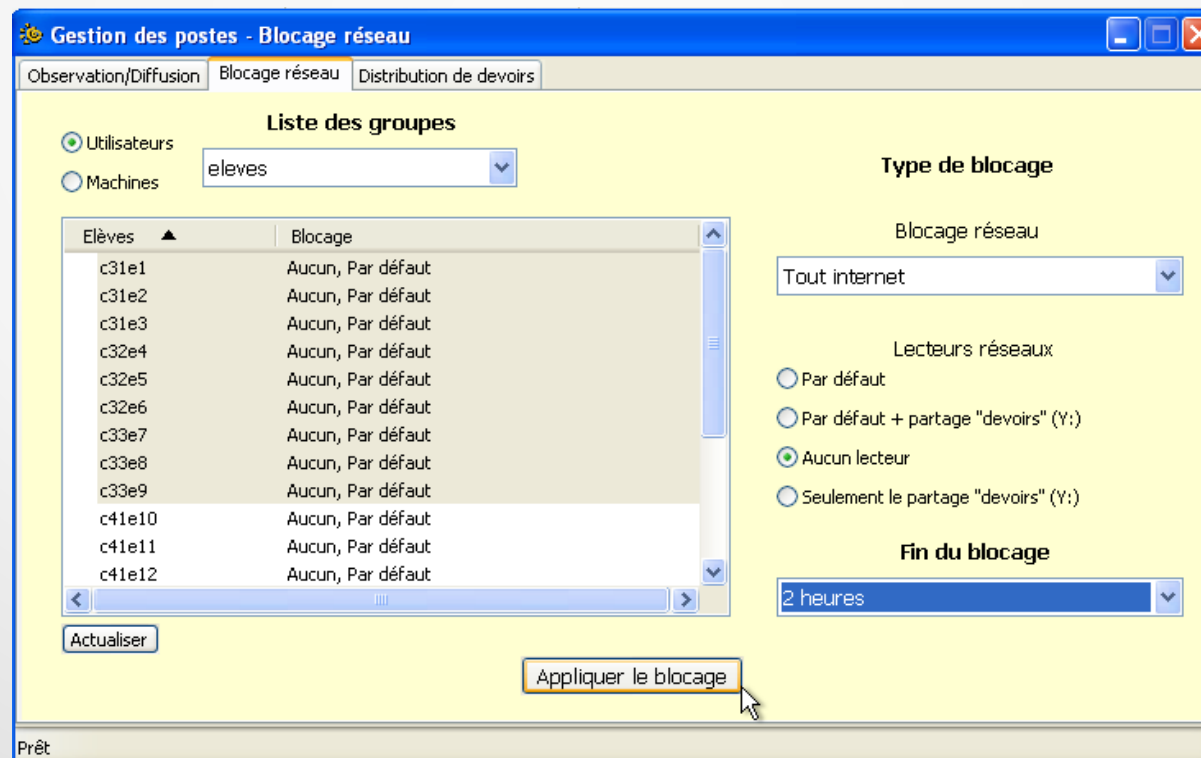 Gestion des postes - Blocage réseau
Observation/Diffusion Blocage réseau Distribution de devoirs
Liste des groupes
Utilisateurs
Machines
eleves
Elèves Blocage
c31e1 Aucun, Par défaut
c31e2 Aucun, Par défaut
c31e3 Aucun, Par défaut
c32e4 Aucun, Par défaut
c32e5 Aucun, Par défaut
c32e6 Aucun, Par défaut
c33e7 Aucun, Par défaut
c33e8 Aucun, Par défaut
c33e9 Aucun, Par défaut
c41e10 Aucun, Par défaut
c41e11 Aucun, Par défaut
c41e12 Aucun, Par défaut
Actualiser
Type de blocage
Blocage réseau
Tout internet
Lecteurs réseaux
Par défaut
Par défaut + partage "devoirs" (Y:)
Aucun lecteur
Seulement le partage "devoirs" (Y:)
Fin du blocage
2 heures
Appliquer le blocage
Prêt